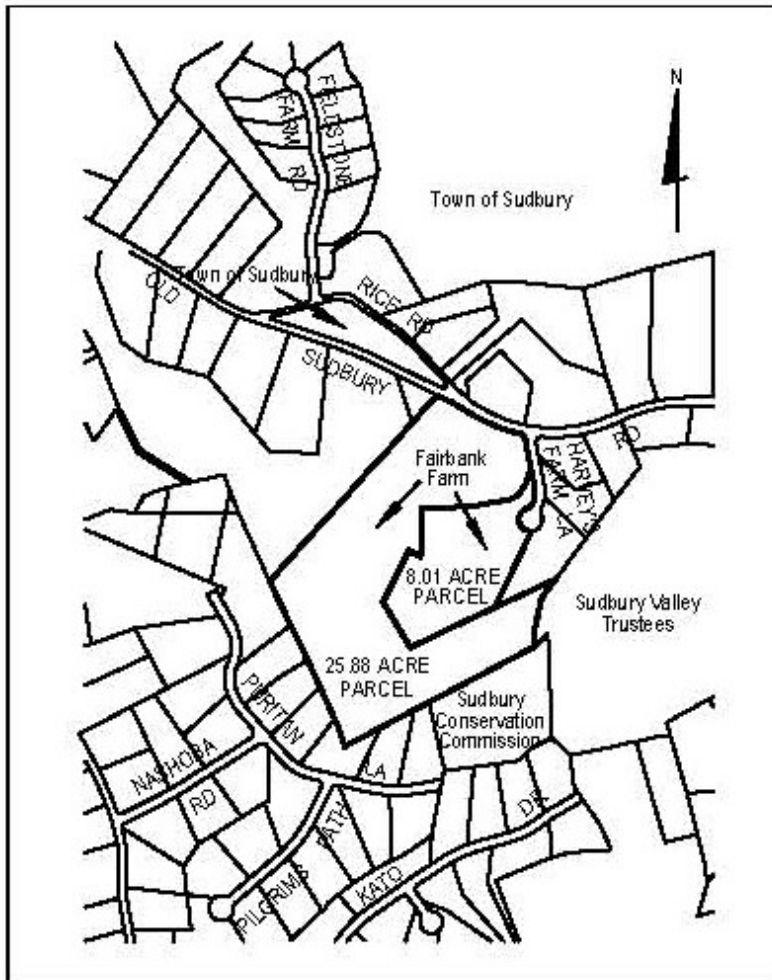 N
FIELDSTONE
FARM RD
Town of Sudbury
Town of Sudbury
OLD
RICE RD
SUDBURY
RD
Fairbank
Farm
HARVEY'S
FARM LA
8.01 ACRE
PARCEL
Sudbury Valley
Trustees
25.88 ACRE
PARCEL
Sudbury
Conservation
Commission
PURITAN
LA
NASHOBA
RD
PILGRIMS PATH
KATO
DR